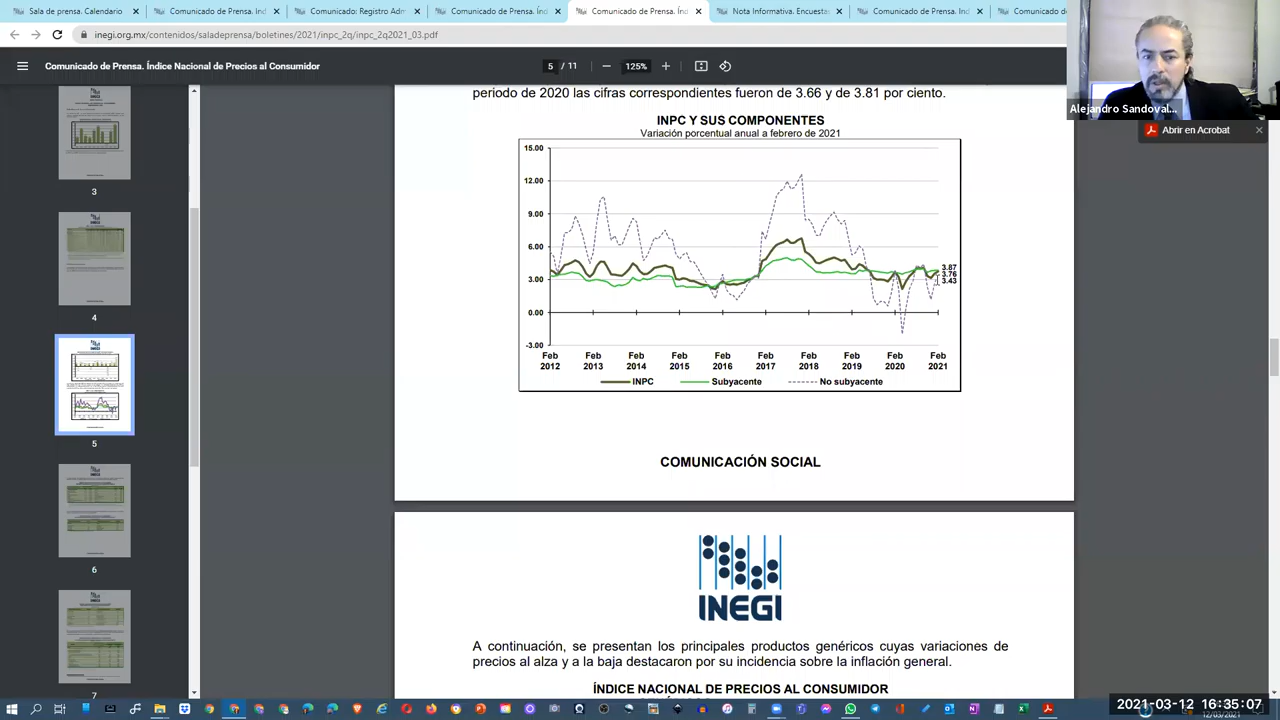 Sala de prensa. Calendario
Comunicado de Prensa. Ind
Comunicado: Registro Adm
Comunicado de Prensa. Índ
Comunicado de Prensa. Índ
Nota Informativa. Encuestas
Comunicado de Prensa. Ind
Comunicado de
inegi.org.mx/contenidos/saladeprensa/boletines/2021/inpc_2q/inpc_2q2021_03.pdf
Comunicado de Prensa. Índice Nacional de Precios al Consumidor
5 / 11
125%
Alejandro Sandoval...
Abrir en Acrobat
3
4
5
6
7
periodo de 2020 las cifras correspondientes fueron de 3.66 y de 3.81 por ciento.
INPC Y SUS COMPONENTES
Variación porcentual anual a febrero de 2021
15.00
12.00
9.00
6.00
3.00
0.00
-3.00
3.87
3.76
3.43
Feb 2012
Feb 2013
Feb 2014
Feb 2015
Feb 2016
Feb 2017
Feb 2018
Feb 2019
Feb 2020
Feb 2021
INPC
Subyacente
No subyacente
COMUNICACIÓN SOCIAL
INEGI
A continuación, se presentan los principales productos genéricos cuyas variaciones de
precios al alza y a la baja destacaron por su incidencia sobre la inflación general.
ÍNDICE NACIONAL DE PRECIOS AL CONSUMIDOR
2021-03-12 16:35:07
12/03/2021